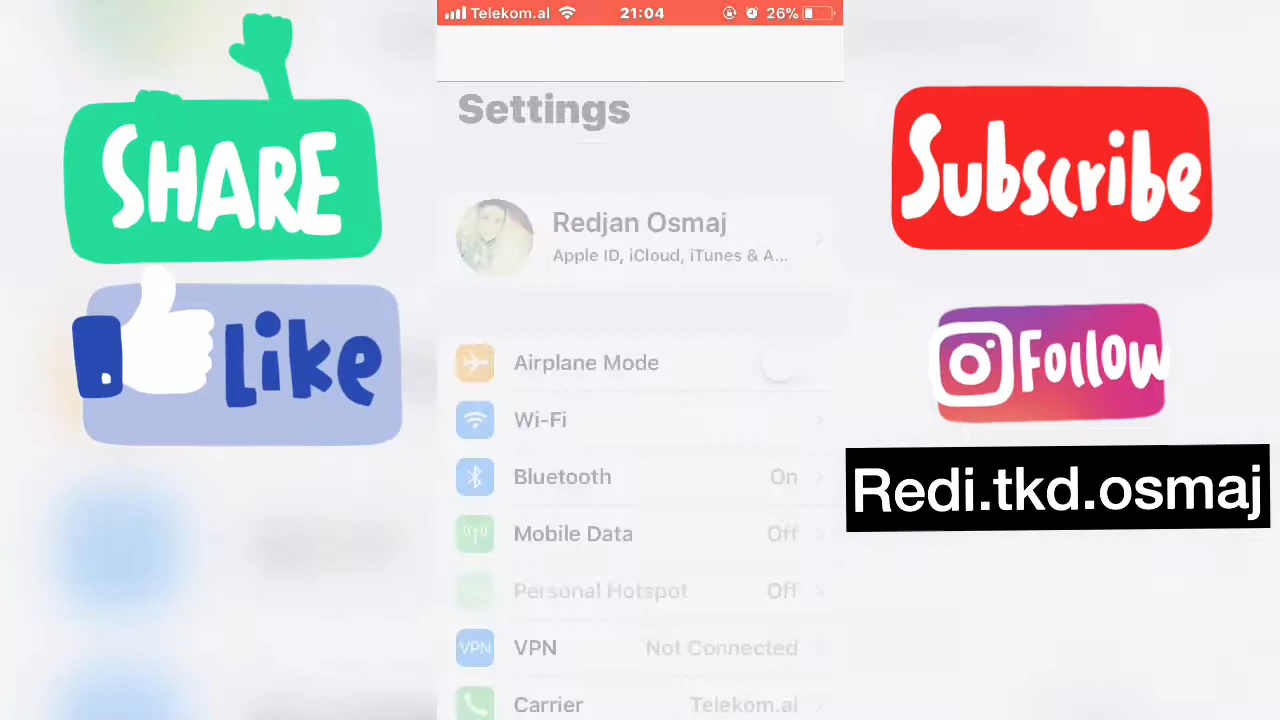 Telekom.al 21:04 26%
Settings
SHARE
Subscribe
Redjan Osmaj
Apple ID, iCloud, iTunes & A...
Like
Follow
Redi.tkd.osmaj
Airplane Mode
Wi-Fi
Bluetooth On
Mobile Data Off
Personal Hotspot Off
VPN VPN Not Connected
Carrier Telekom.al